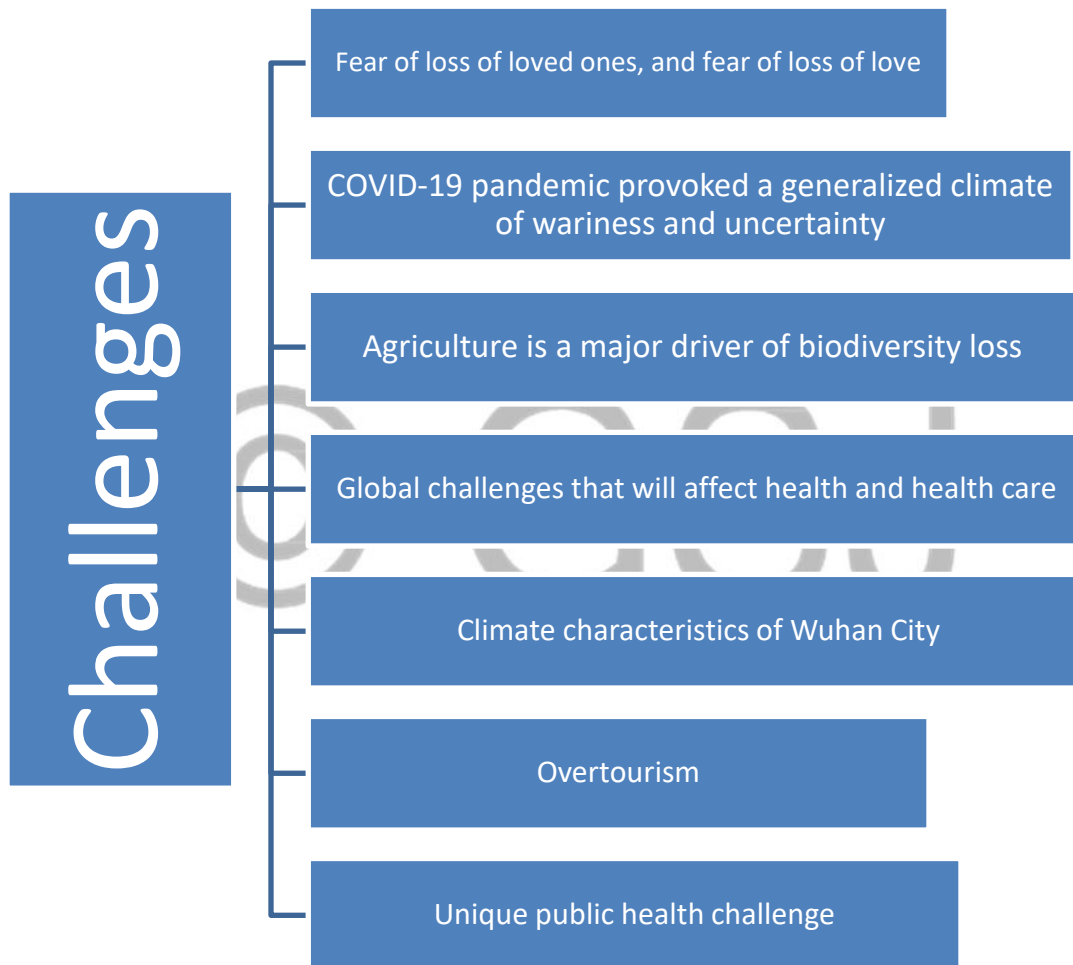 Challenges
Fear of loss of loved ones, and fear of loss of love
COVID-19 pandemic provoked a generalized climate
of wariness and uncertainty
Agriculture is a major driver of biodiversity loss
© GSJ
Global challenges that will affect health and health care
Climate characteristics of Wuhan City
Overtourism
Unique public health challenge